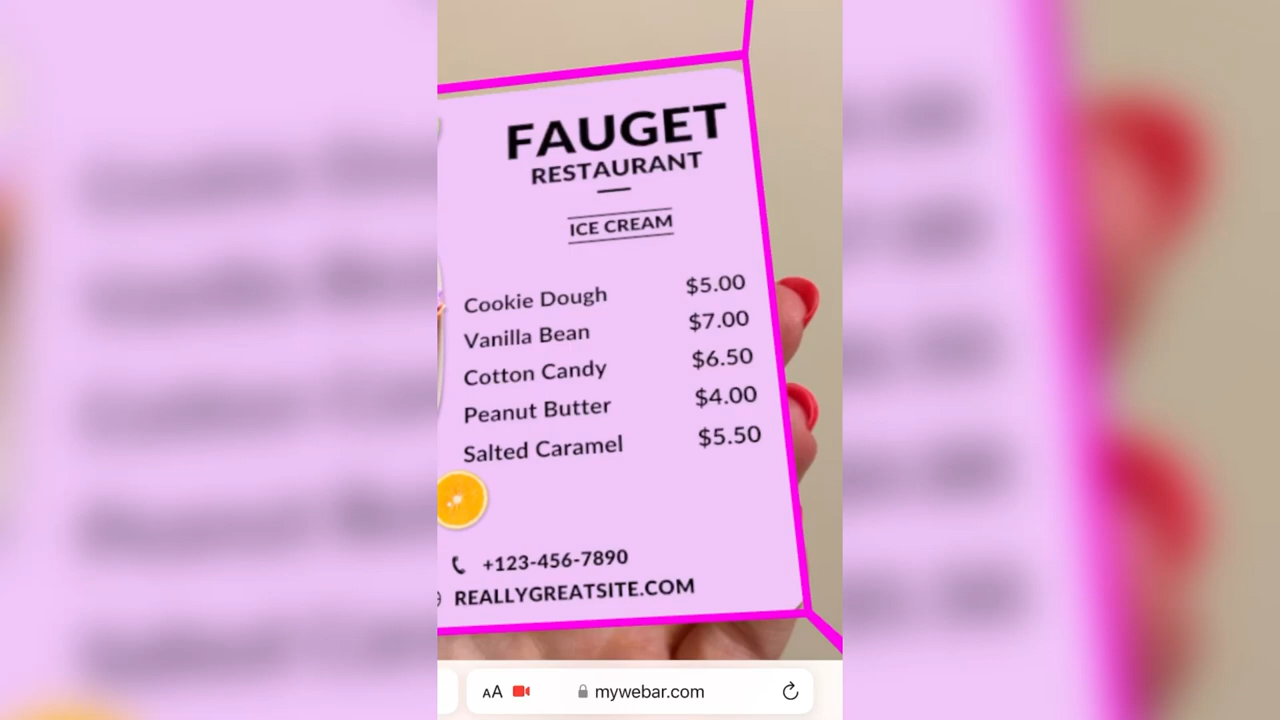 FAUGET
RESTAURANT
ICE CREAM
Cookie Dough $5.00
Vanilla Bean $7.00
Cotton Candy $6.50
Peanut Butter $4.00
Salted Caramel $5.50
+123-456-7890
REALLYGREATSITE.COM
AA mywebar.com